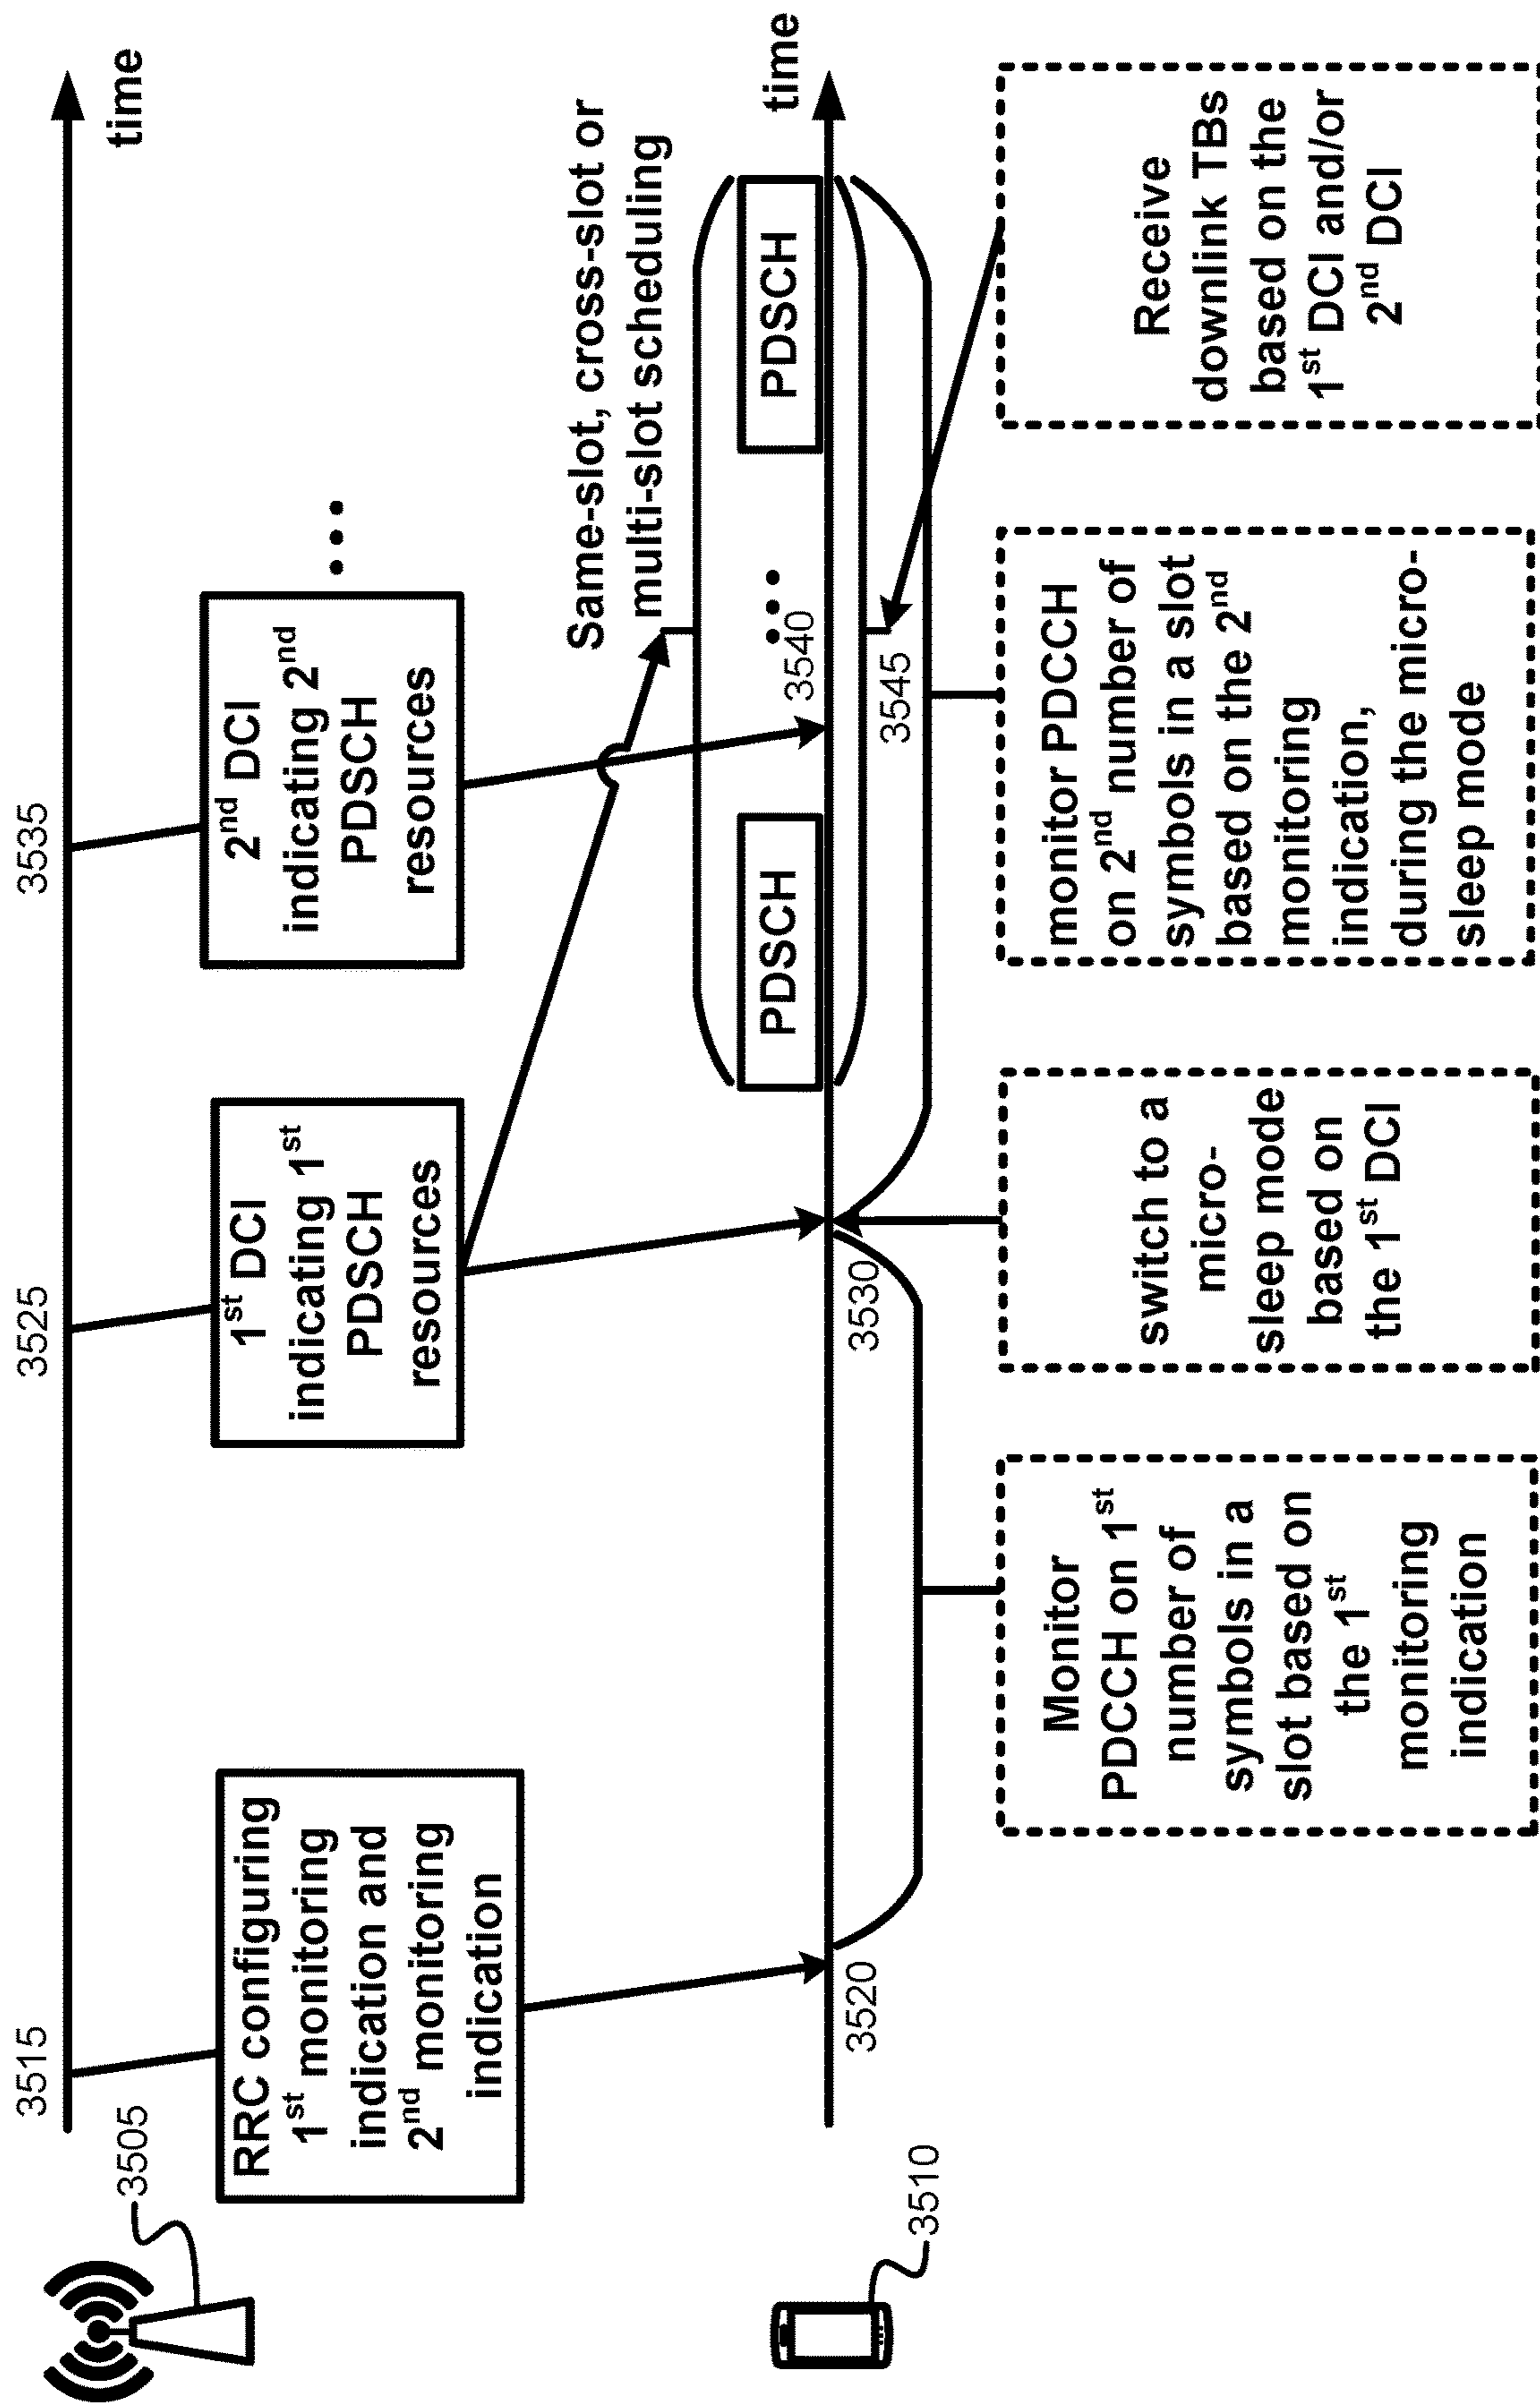 3505
3515
3525
3535
time
RRC configuring
1st monitoring
indication and
2nd monitoring
indication
1st DCI
indicating 1st
PDSCH
resources
2nd DCI
indicating 2nd
PDSCH
resources
•••
Same-slot, cross-slot or
multi-slot scheduling
3510
3520
3530
PDSCH
•••
3540
PDSCH
time
3545
Monitor
PDCCH on 1st
number of
symbols in a
slot based on
the 1st
monitoring
indication
switch to a
micro-
sleep mode
based on
the 1st DCI
monitor PDCCH
on 2nd number of
symbols in a slot
based on the 2nd
monitoring
indication,
during the micro-
sleep mode
Receive
downlink TBs
based on the
1st DCI and/or
2nd DCI